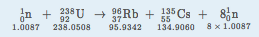 ¹₀n + ²³⁸₉₂U → ⁹⁶₃₇Rb + ¹³⁵₅₅Cs + 8¹₀n
1.0087 238.0508 95.9342 134.9060 8 × 1.0087